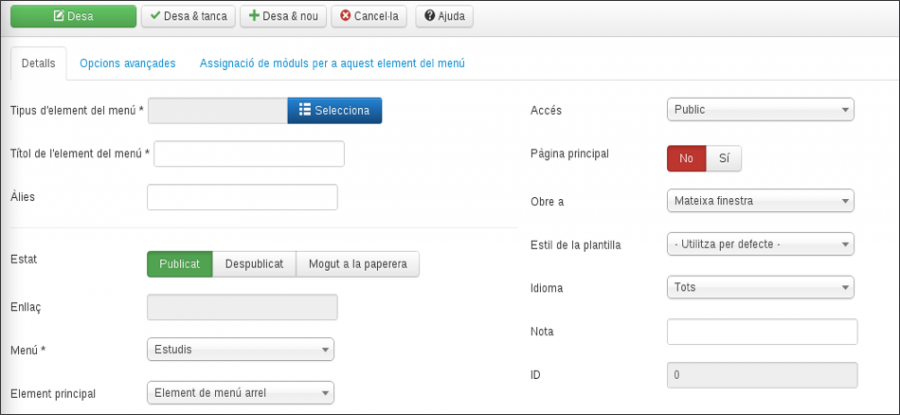 Desa
Desa & tanca
Desa & nou
Cancel·la
Ajuda
Detalls
Opcions avançades
Assignació de móduls per a aquest element del menú
Tipus d'element del menú *
Selecciona
Títol de l'element del menú *
Àlies
Estat
Publicat
Despublicat
Mogut a la paperera
Enllaç
Menú *
Estudis
Element principal
Element de menú arrel
Accés
Public
Página principal
No
Sí
Obre a
Mateixa finestra
Estil de la plantilla
- Utilitza per defecte -
Idioma
Tots
Nota
ID
0